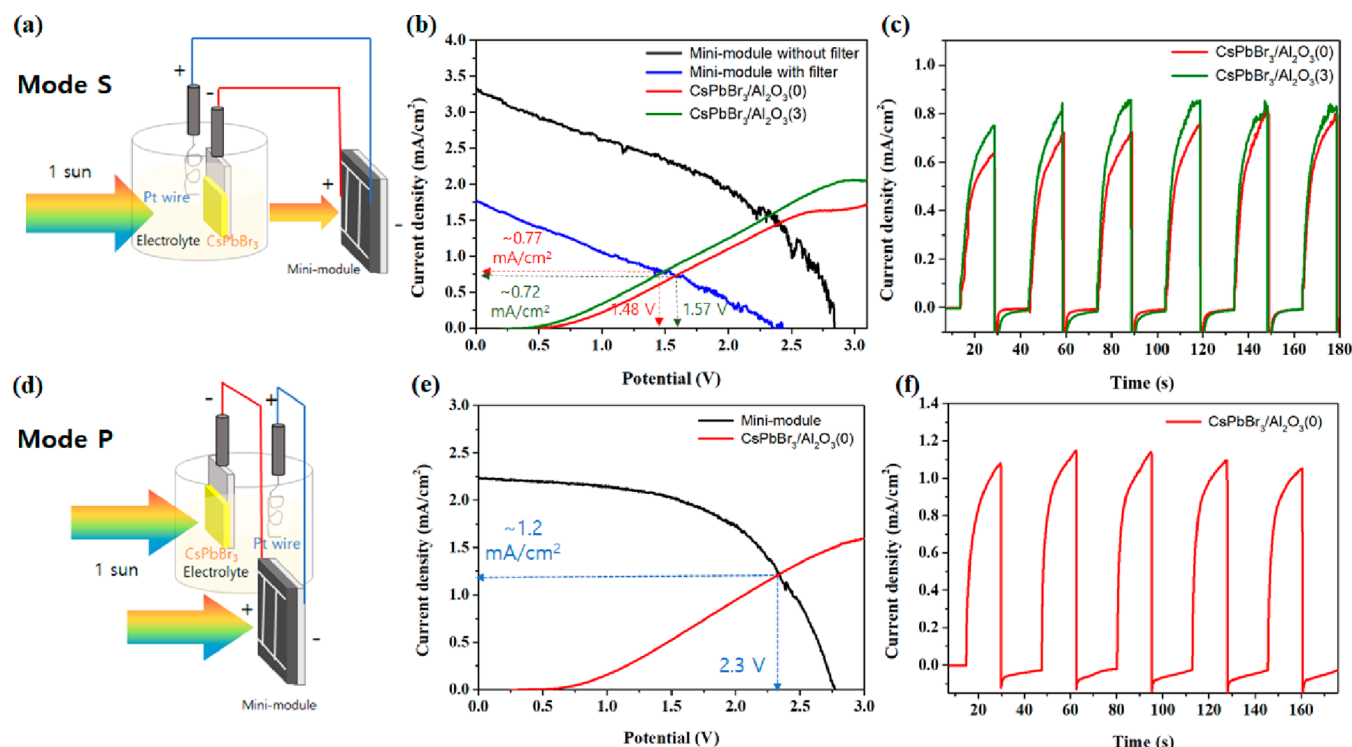 (a)
Mode S
1 sun
+
-
Pt wire
Electrolyte
CsPbBr3
+
-
Mini-module
(b)
Current density (mA/cm2)
4.0
3.5
3.0
2.5
2.0
1.5
1.0
0.5
0.0
Mini-module without filter
Mini-module with filter
CsPbBr3/Al2O3(0)
CsPbBr3/Al2O3(3)
~0.77
mA/cm2
~0.72
mA/cm2
1.48 V
1.57 V
0.0 0.5 1.0 1.5 2.0 2.5 3.0
Potential (V)
(c)
Current density (mA/cm2)
1.0
0.8
0.6
0.4
0.2
0.0
CsPbBr3/Al2O3(0)
CsPbBr3/Al2O3(3)
20 40 60 80 100 120 140 160 180
Time (s)
(d)
Mode P
-
+
1 sun
CsPbBr3
Pt wire
Electrolyte
+
-
Mini-module
(e)
Current density (mA/cm2)
3.0
2.5
2.0
1.5
1.0
0.5
0.0
Mini-module
CsPbBr3/Al2O3(0)
~1.2
mA/cm2
2.3 V
0.0 0.5 1.0 1.5 2.0 2.5 3.0
Potential (V)
(f)
Current density (mA/cm2)
1.4
1.2
1.0
0.8
0.6
0.4
0.2
0.0
CsPbBr3/Al2O3(0)
20 40 60 80 100 120 140 160
Time (s)